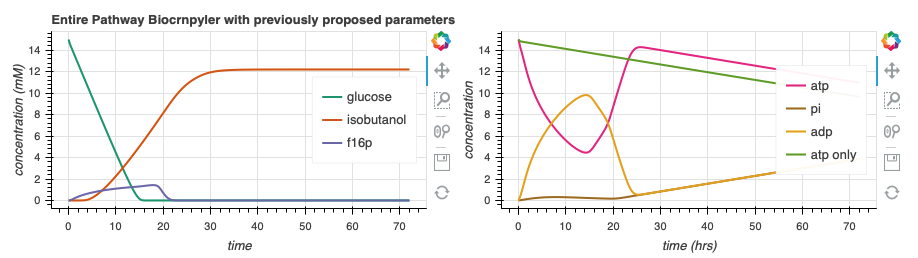 Entire Pathway Biocrnpyler with previously proposed parameters
concentration (mM)
14
12
10
8
6
4
2
0
0
10
20
30
40
50
60
70
time
glucose
isobutanol
f16p
concentration
14
12
10
8
6
4
2
0
0
10
20
30
40
50
60
70
time (hrs)
atp
pi
adp
atp only